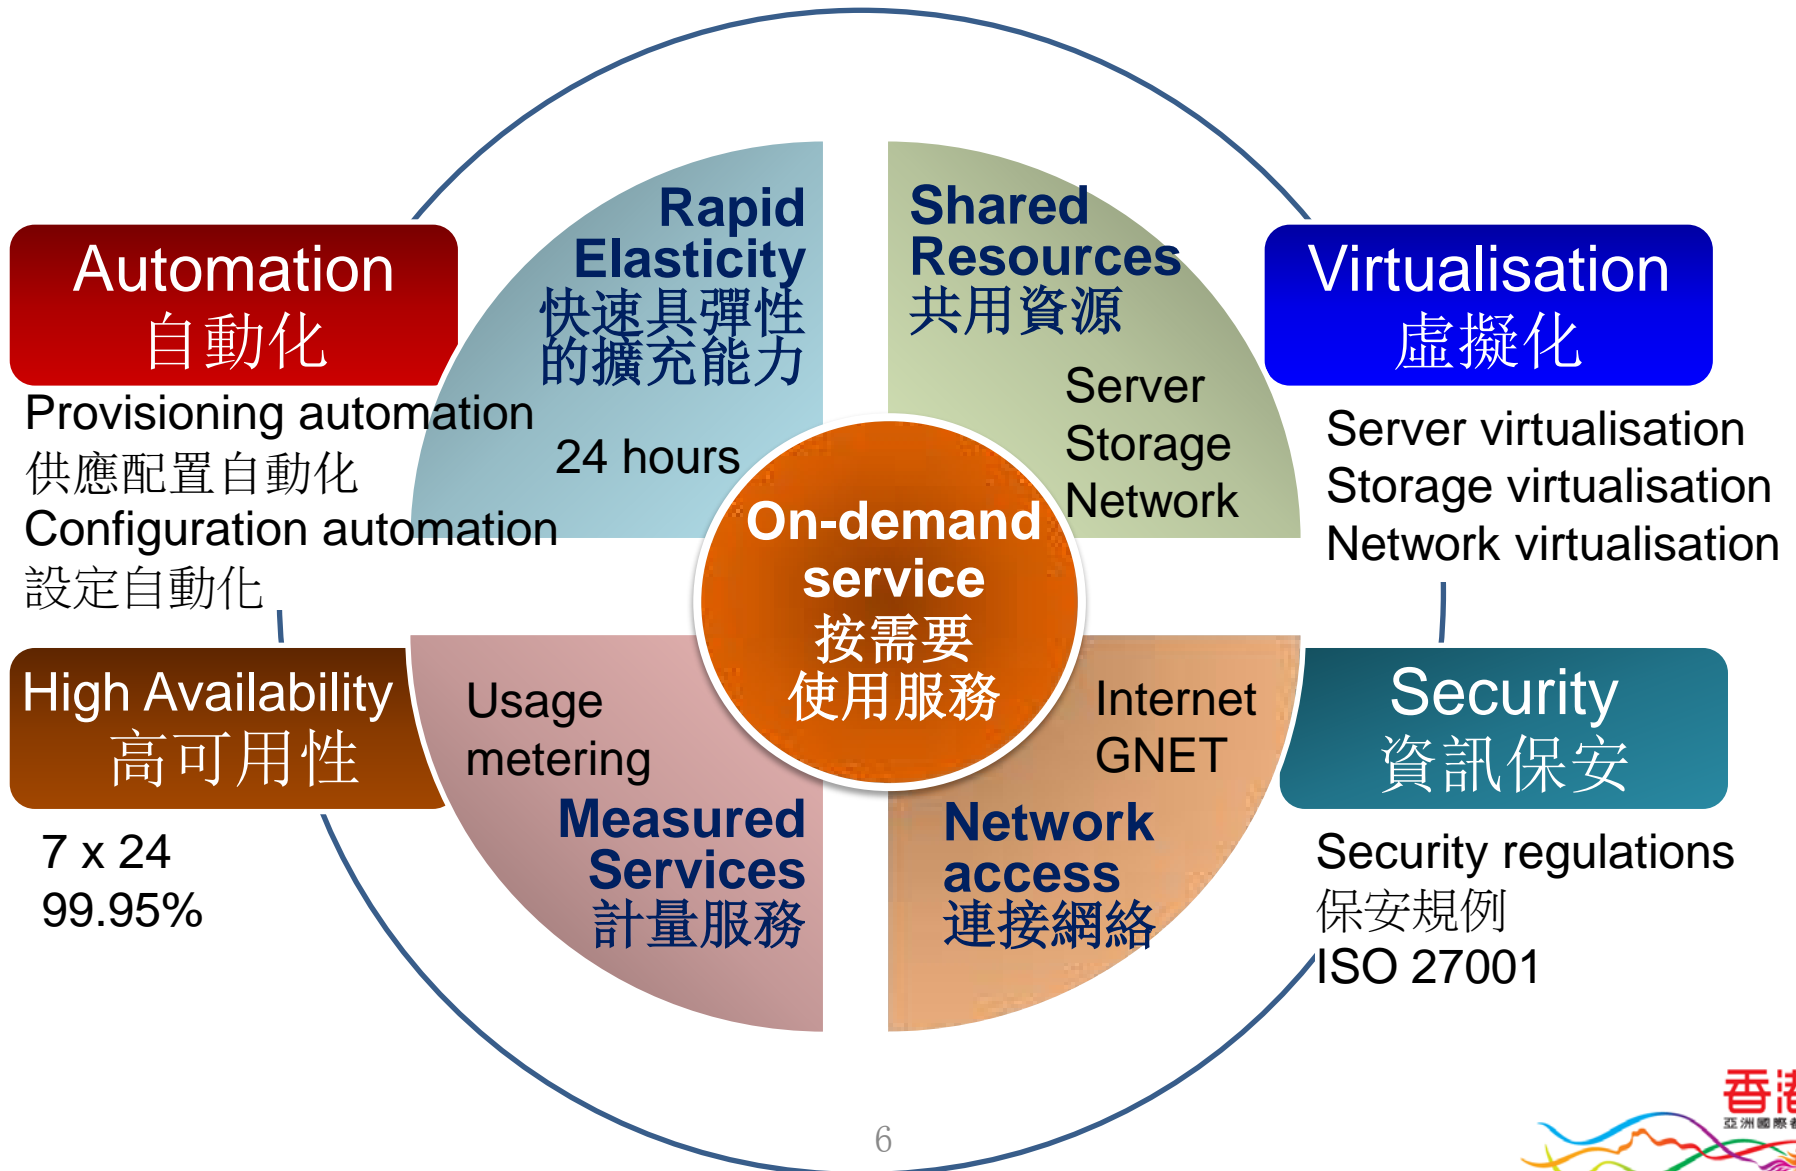 Automation
自動化
Provisioning automation
供應配置自動化
Configuration automation
設定自動化
Rapid
Elasticity
快速具彈性
的擴充能力
24 hours
Shared
Resources
共用資源
Server
Storage
Network
Virtualisation
虛擬化
Server virtualisation
Storage virtualisation
Network virtualisation
On-demand
service
按需要
使用服務
High Availability
高可用性
7 x 24
99.95%
Usage
metering
Measured
Services
計量服務
Internet
GNET
Network
access
連接網絡
Security
資訊保安
Security regulations
保安規例
ISO 27001
6
香港
亞洲國際